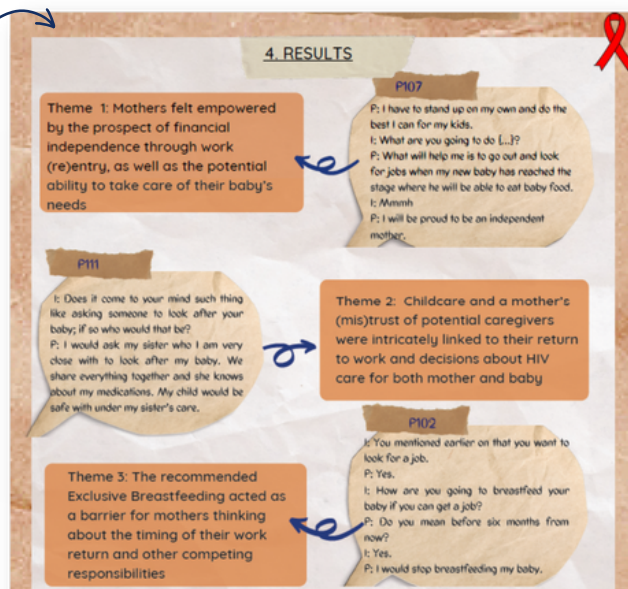 4. RESULTS
Theme 1: Mothers felt empowered
by the prospect of financial
independence through work
(re)entry, as well as the potential
ability to take care of their baby's
needs
P107
P: I have to stand up on my own and do the
best I can for my kids.
I: What are you going to do [...]?
P: What will help me is to go out and look
for jobs when my new baby has reached the
stage where he will be able to eat baby food.
I: Mmmh
P: I will be proud to be an independent
mother.
P111
I: Does it come to your mind such thing
like asking someone to look after your
baby; if so who would that be?
P: I would ask my sister who I am very
close with to look after my baby. We
share everything together and she knows
about my medications. My child would be
safe with under my sister's care.
Theme 2: Childcare and a mother's
(mis)trust of potential caregivers
were intricately linked to their return
to work and decisions about HIV
care for both mother and baby
Theme 3: The recommended
Exclusive Breastfeeding acted as
a barrier for mothers thinking
about the timing of their work
return and other competing
responsibilities
P102
I: You mentioned earlier on that you want to
look for a job.
P: Yes.
I: How are you going to breastfeed your
baby if you can get a job?
P: Do you mean before six months from
now?
I: Yes.
P: I would stop breastfeeding my baby.